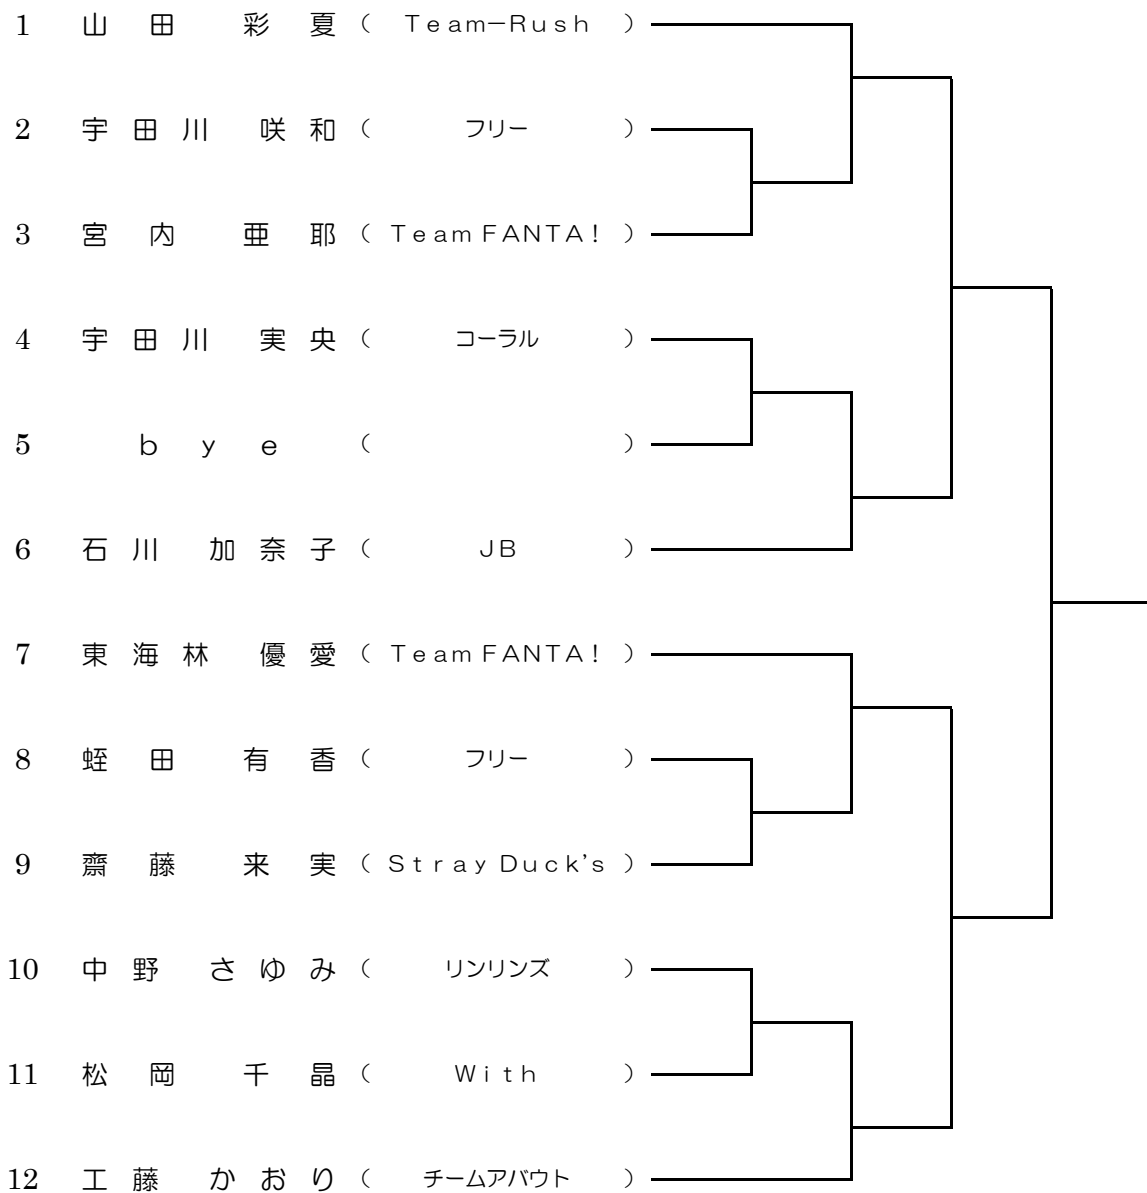 1 山田 彩夏 ( Team-Rush )
2 宇田川 咲和 ( フリー )
3 宮内 亜耶 ( Team FANTA! )
4 宇田川 実央 ( コーラル )
5 bye ( )
6 石川 加奈子 ( JB )
7 東海林 優愛 ( Team FANTA! )
8 蛭田 有香 ( フリー )
9 齋藤 来実 ( Stray Duck's )
10 中野 さゆみ ( リンリンズ )
11 松岡 千晶 ( With )
12 工藤 かおり ( チームアバウト )